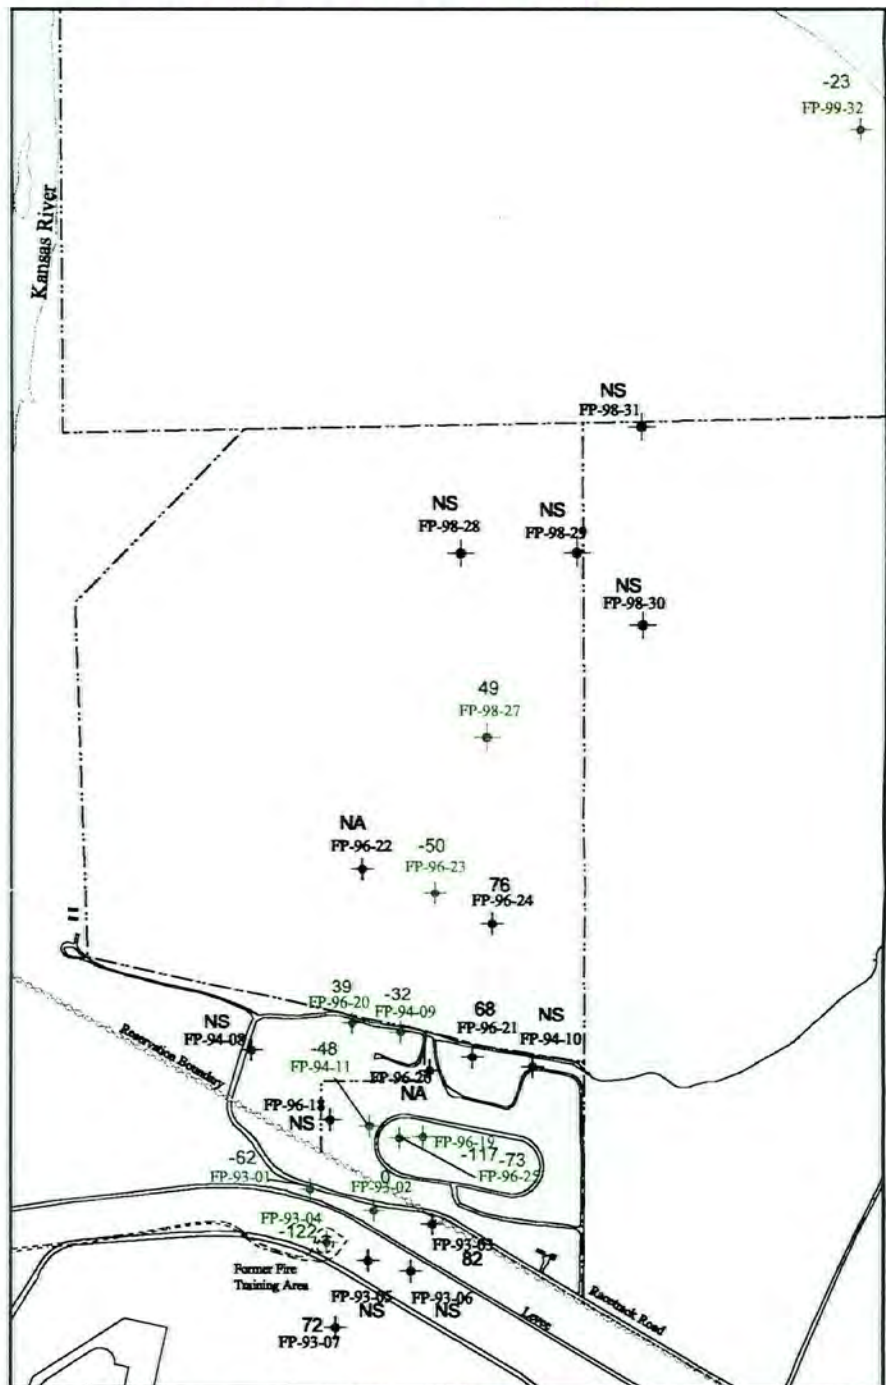 -23
FP-99-32
Kansas River
NS
FP-98-31
NS
FP-98-28
NS
FP-98-29
NS
FP-98-30
49
FP-98-27
NA
FP-96-22
-50
FP-96-23
76
FP-96-24
39
FP-96-20
-32
FP-94-09
68
FP-96-21
NS
FP-94-10
NS
FP-94-08
Reservation Boundary
-48
FP-94-11
FP-96-26
NA
FP-96-18
NS
FP-96-19
-117
-73
FP-96-25
-62
FP-93-01
0
FP-93-02
FP-93-04
-122
FP-93-03
82
Former Fire
Training Area
FP-93-05
NS
FP-93-06
NS
Levee
Racetrack Road
72
FP-93-07